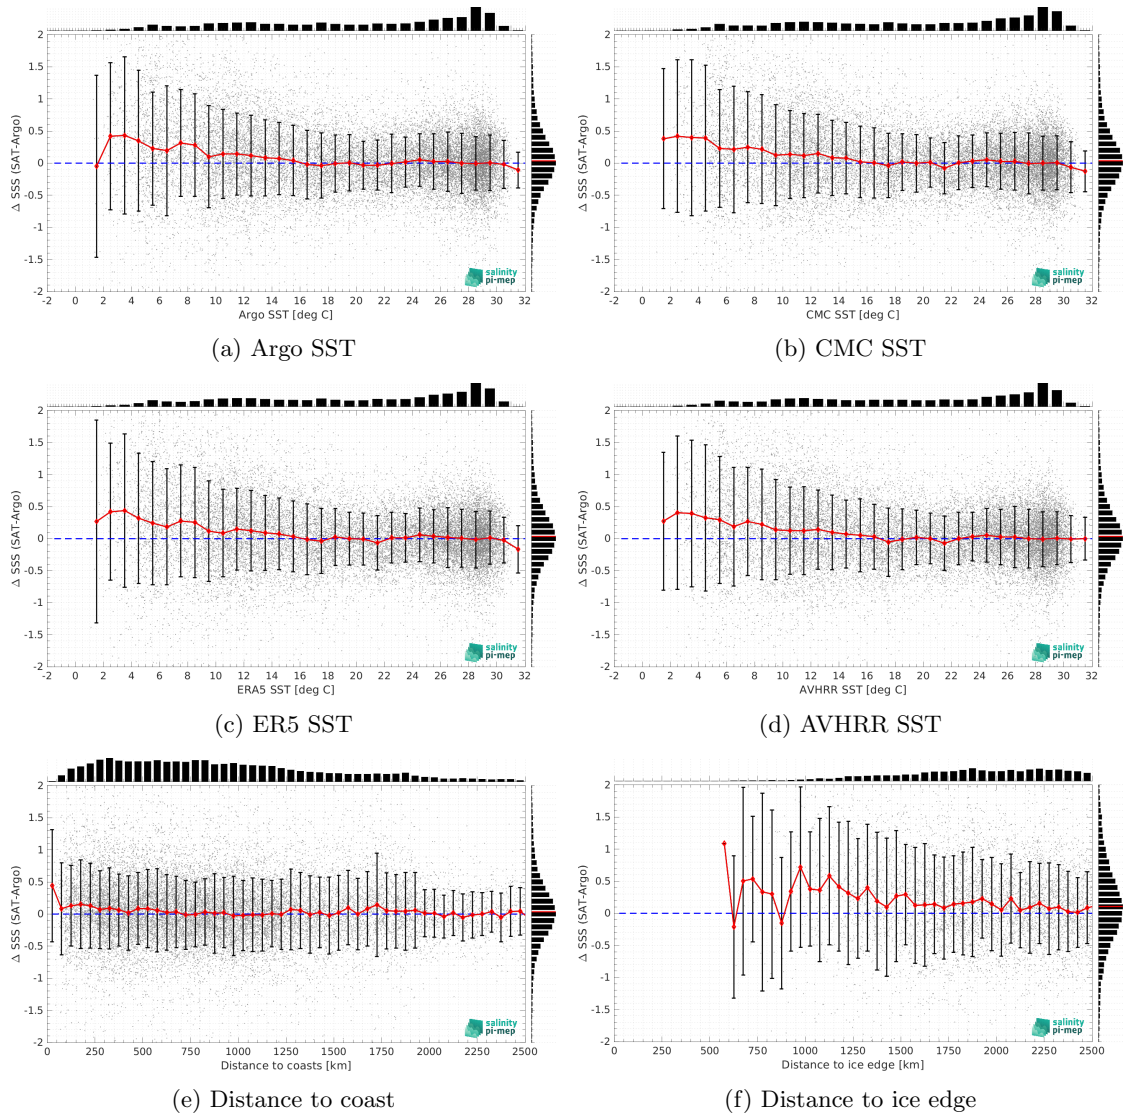 2
1.5
1
0.5
0
-0.5
-1
-1.5
-2
Δ SSS (SAT-Argo)
-2 0 2 4 6 8 10 12 14 16 18 20 22 24 26 28 30 32
Argo SST [deg C]
salinity
pi-mep
(a) Argo SST
2
1.5
1
0.5
0
-0.5
-1
-1.5
-2
Δ SSS (SAT-Argo)
-2 0 2 4 6 8 10 12 14 16 18 20 22 24 26 28 30 32
CMC SST [deg C]
salinity
pi-mep
(b) CMC SST
2
1.5
1
0.5
0
-0.5
-1
-1.5
-2
Δ SSS (SAT-Argo)
-2 0 2 4 6 8 10 12 14 16 18 20 22 24 26 28 30 32
ERA5 SST [deg C]
salinity
pi-mep
(c) ER5 SST
2
1.5
1
0.5
0
-0.5
-1
-1.5
-2
Δ SSS (SAT-Argo)
-2 0 2 4 6 8 10 12 14 16 18 20 22 24 26 28 30 32
AVHRR SST [deg C]
salinity
pi-mep
(d) AVHRR SST
2
1.5
1
0.5
0
-0.5
-1
-1.5
-2
Δ SSS (SAT-Argo)
0 250 500 750 1000 1250 1500 1750 2000 2250 2500
Distance to coasts [km]
salinity
pi-mep
(e) Distance to coast
2
1.5
1
0.5
0
-0.5
-1
-1.5
-2
Δ SSS (SAT-Argo)
0 250 500 750 1000 1250 1500 1750 2000 2250 2500
Distance to ice edge [km]
salinity
pi-mep
(f) Distance to ice edge